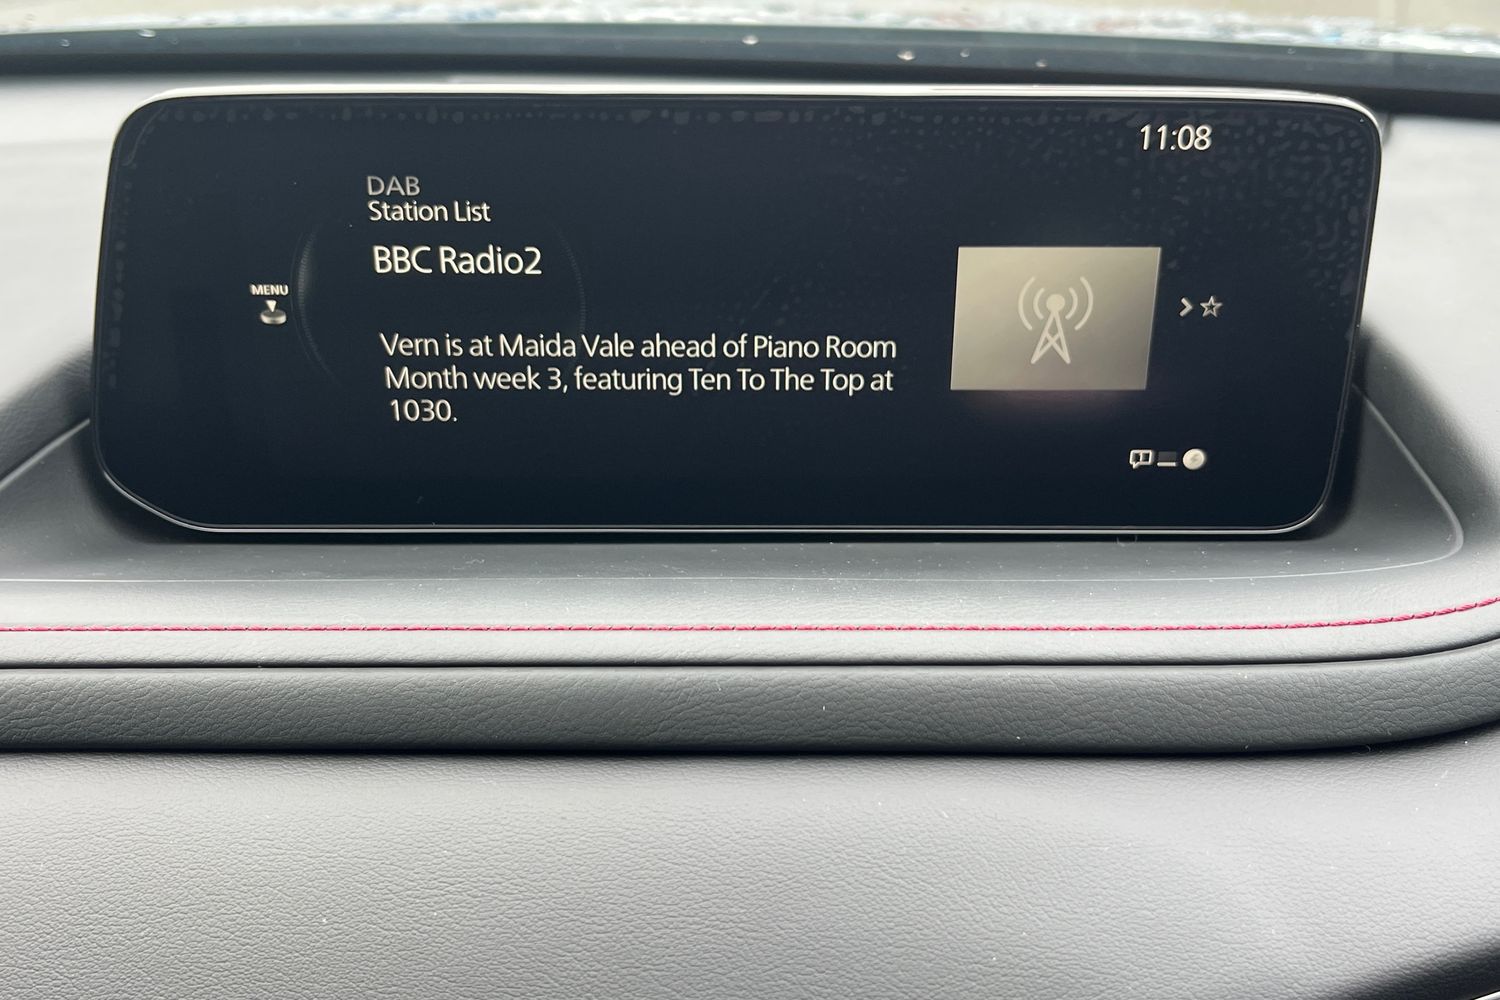 11:08
DAB
Station List
BBC Radio2
MENU
Vern is at Maida Vale ahead of Piano Room
Month week 3, featuring Ten To The Top at
1030.